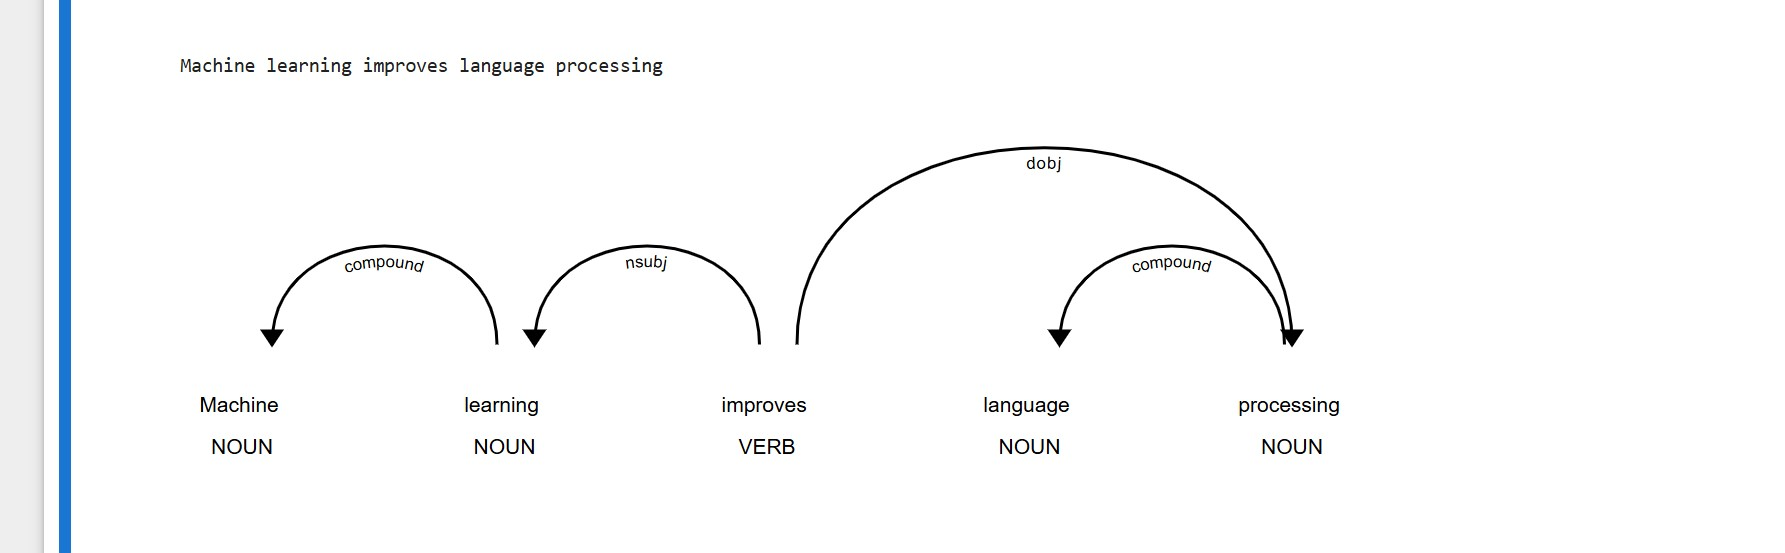 Machine learning improves language processing
dobj
compound nsubj compound
Machine learning improves language processing
NOUN NOUN VERB NOUN NOUN